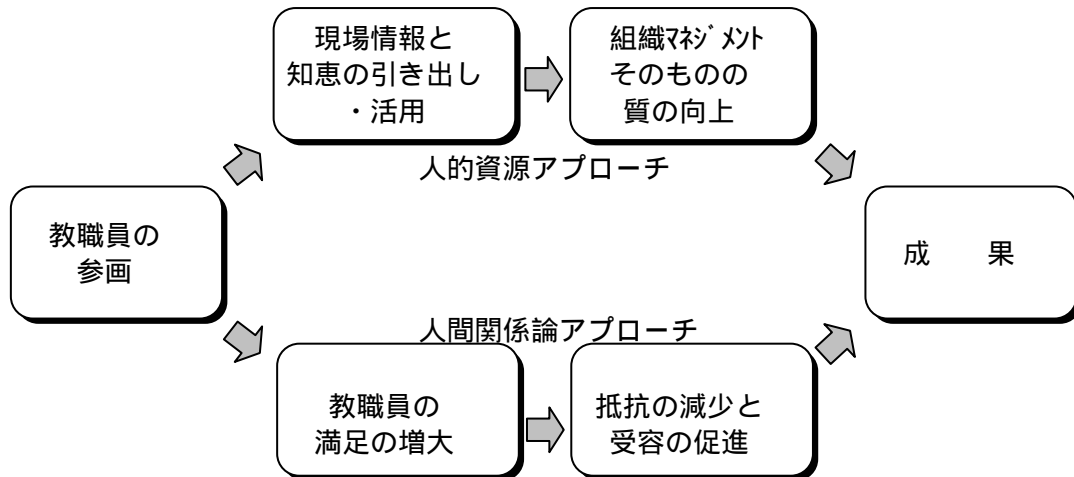 現場情報と
知恵の引き出し
・活用
組織ﾏﾈｼﾞﾒﾝﾄ
そのものの
質の向上
人的資源アプローチ
教職員の
参画
成　　果
人間関係論アプローチ
教職員の
満足の増大
抵抗の減少と
受容の促進